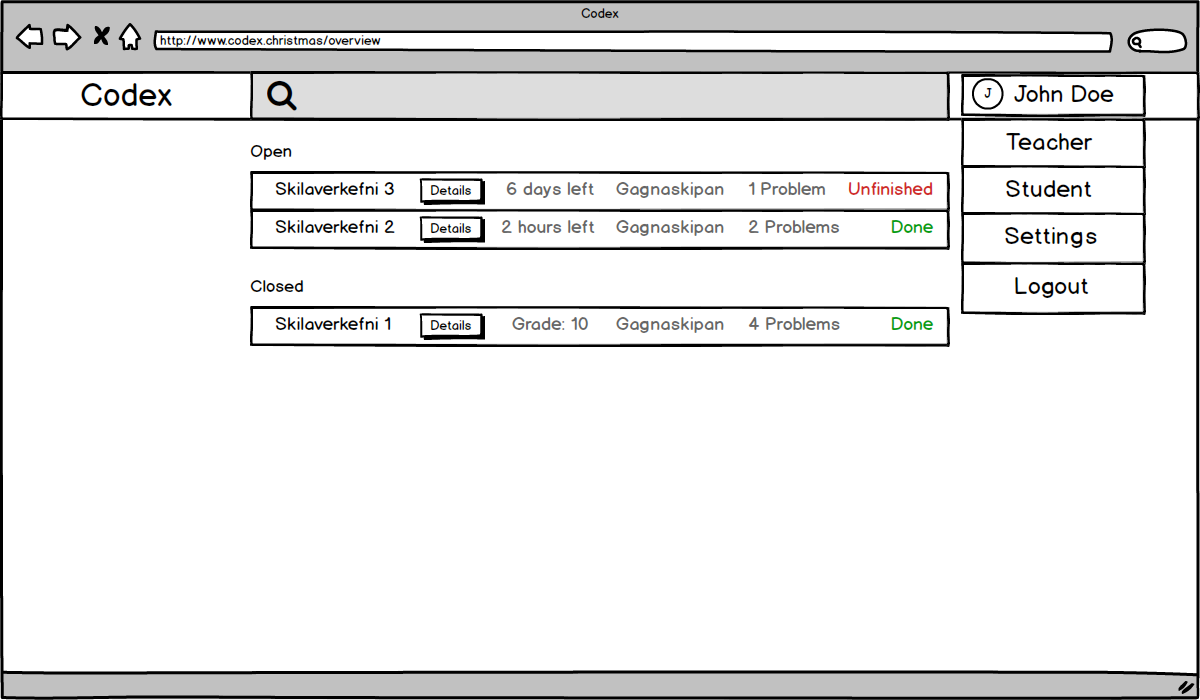 Codex
http://www.codex.christmas/overview
Codex
J John Doe
Teacher
Student
Settings
Logout
Open
Skilaverkefni 3 Details 6 days left Gagnaskipan 1 Problem Unfinished
Skilaverkefni 2 Details 2 hours left Gagnaskipan 2 Problems Done
Closed
Skilaverkefni 1 Details Grade: 10 Gagnaskipan 4 Problems Done